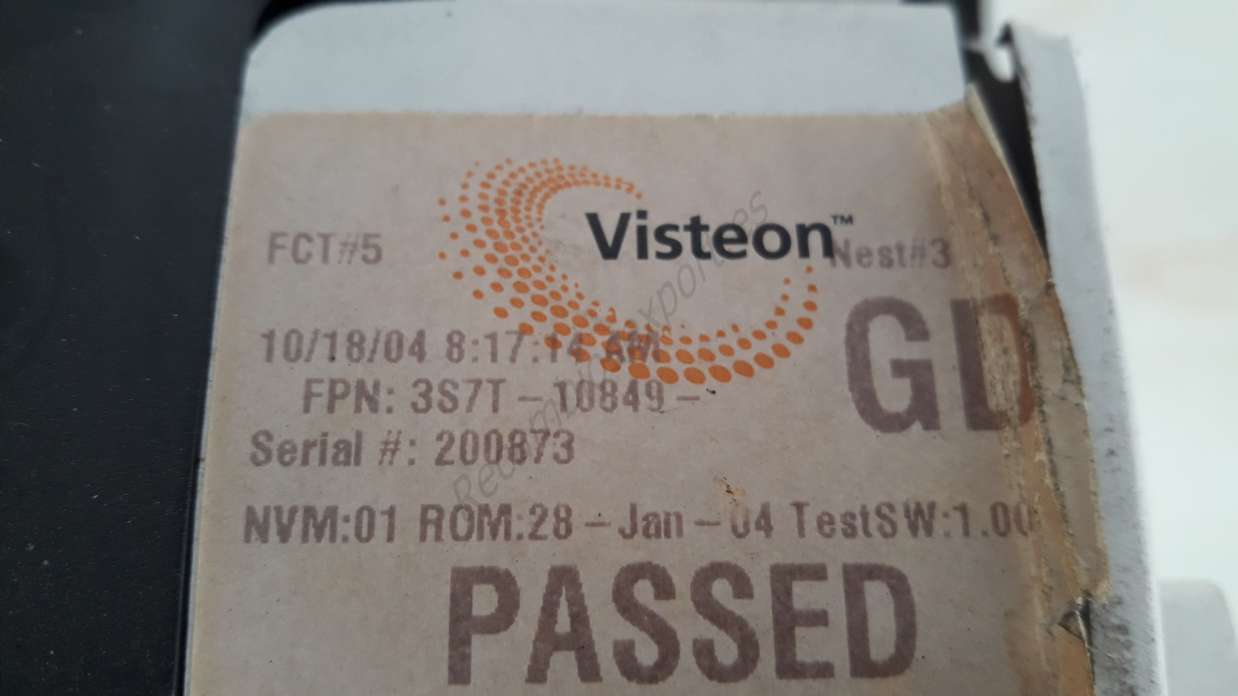 Visteon™
FCT#5
Nest#3
GD
10/18/04 8:17:14 AM
FPN: 3S7T-10849-
Serial #: 200873
NVM:01 ROM:28-Jan-04 TestSW:1.00
PASSED